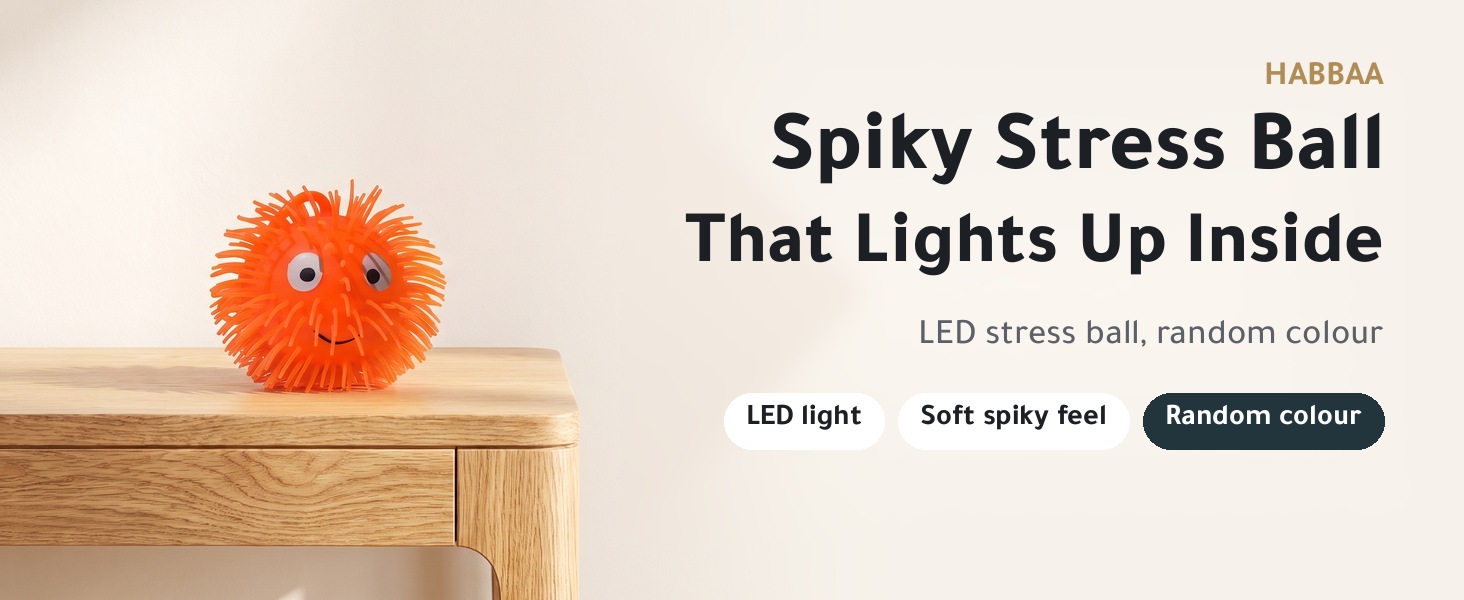 HABBAA
Spiky Stress Ball
That Lights Up Inside
LED stress ball, random colour
LED light
Soft spiky feel
Random colour